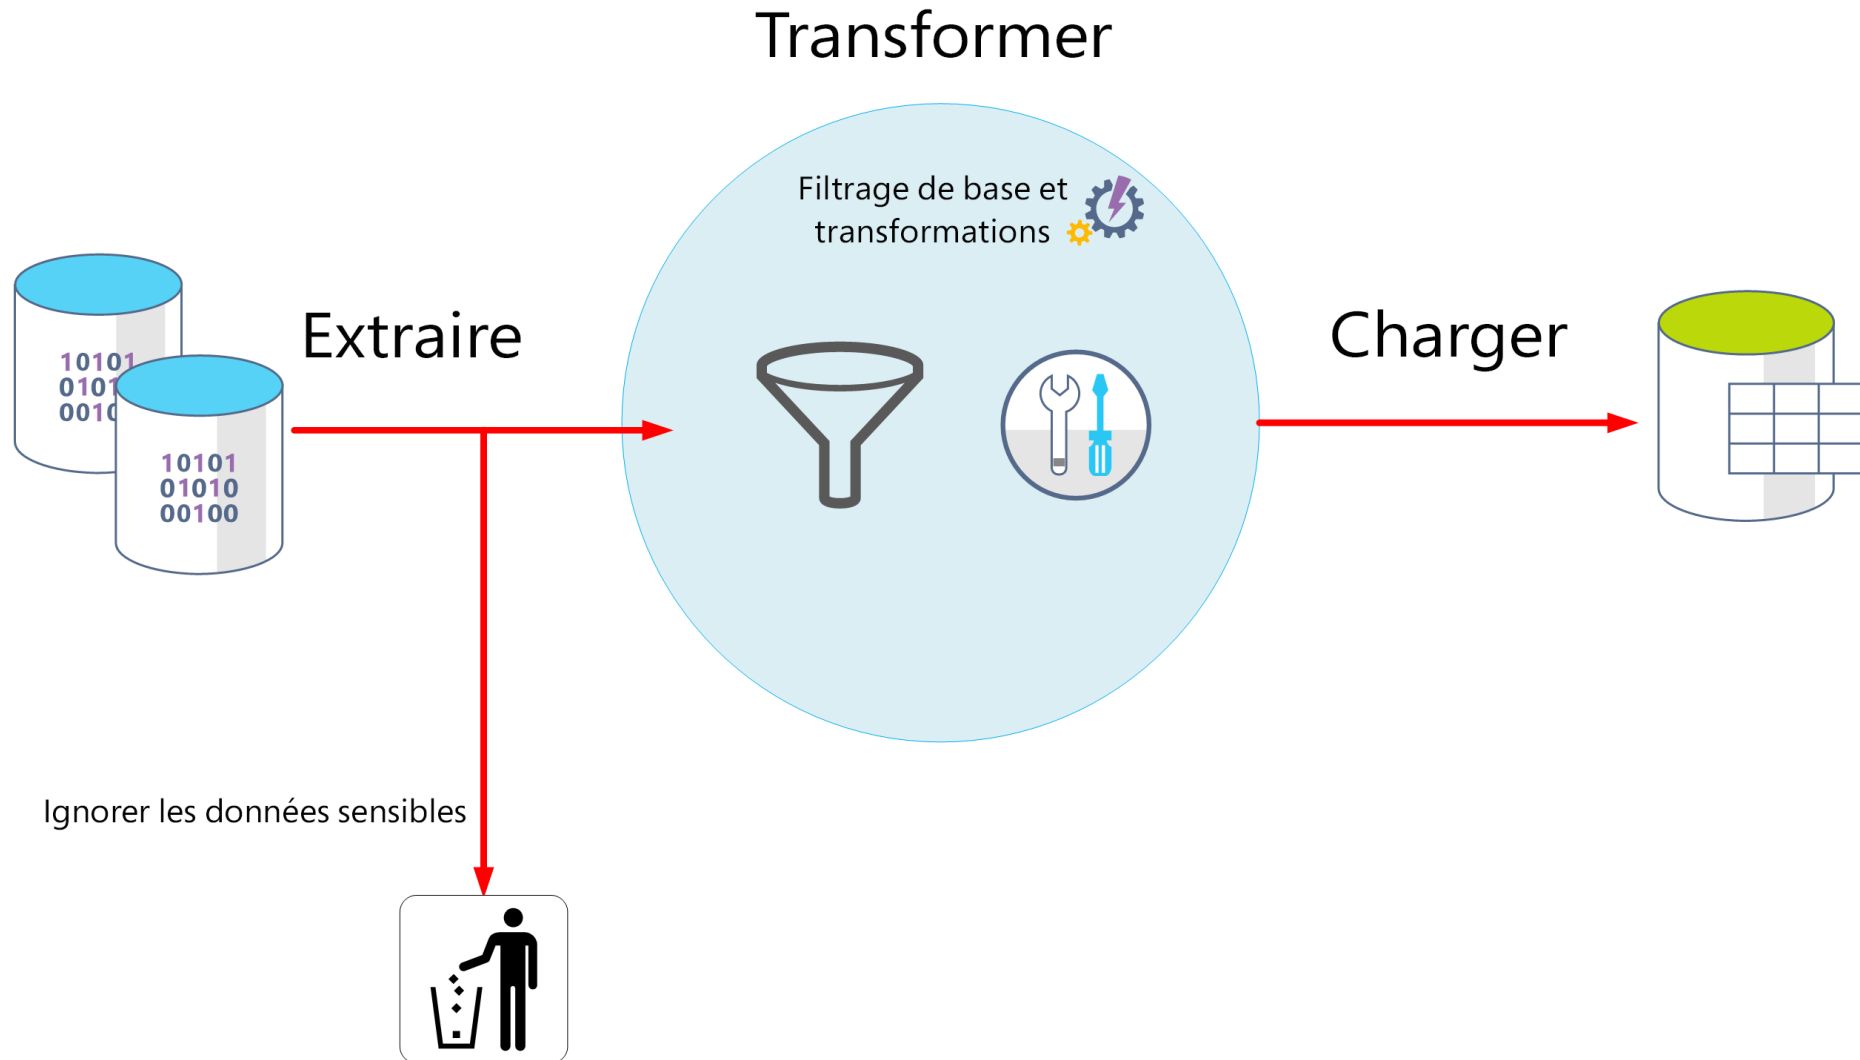 Transformer
Filtrage de base et
transformations
Extraire
Charger
10101
0101
0010
10101
01010
00100
Ignorer les données sensibles